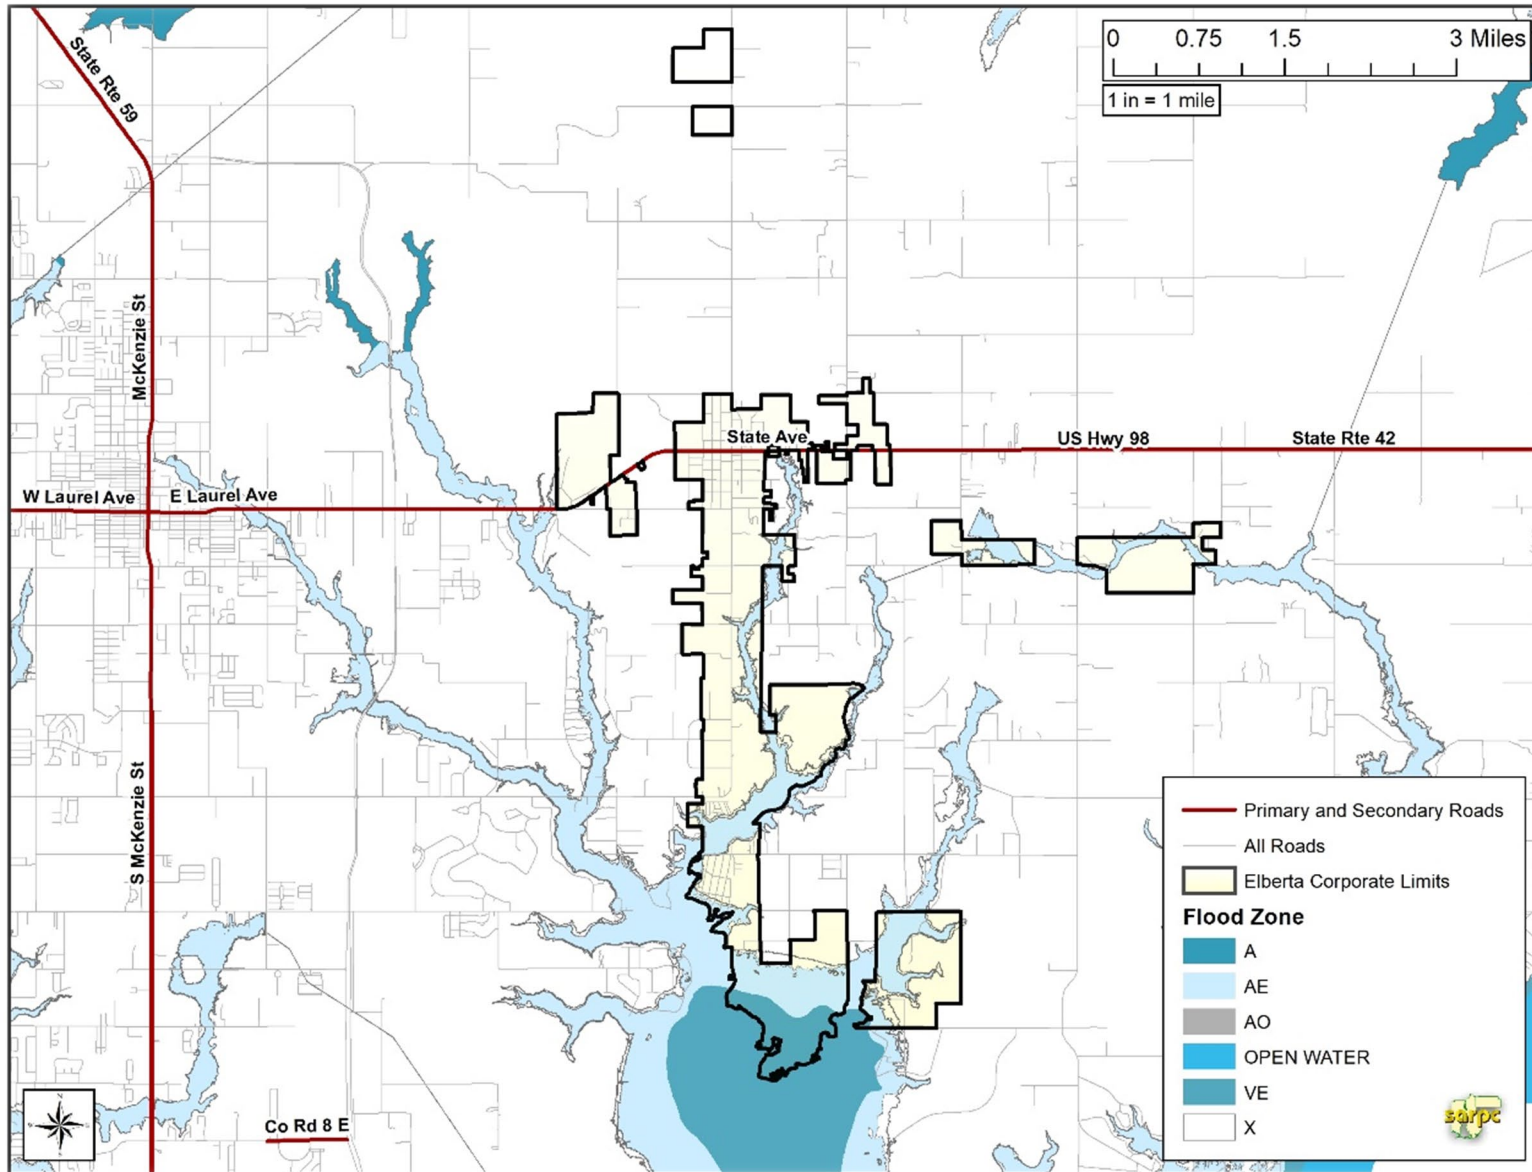 0 0.75 1.5 3 Miles
1 in = 1 mile
State Rte 59
McKenzie St
State Ave
US Hwy 98
State Rte 42
W Laurel Ave
E Laurel Ave
S McKenzie St
Co Rd 8 E
Primary and Secondary Roads
All Roads
Elberta Corporate Limits
Flood Zone
A
AE
AO
OPEN WATER
VE
X
sarpc